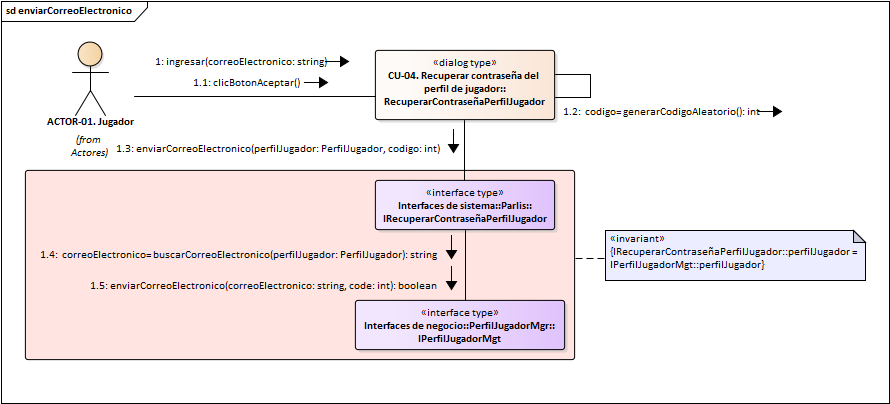 sd enviarCorreoElectronico
1: ingresar(correoElectronico: string)
1.1: clicBotonAceptar()
«dialog type»
CU-04. Recuperar contraseña del
perfil de jugador::
RecuperarContraseñaPerfilJugador
1.2: codigo= generarCodigoAleatorio(): int
ACTOR-01. Jugador
(from
Actores)
1.3: enviarCorreoElectronico(perfilJugador: PerfilJugador, codigo: int)
«interface type»
Interfaces de sistema::Parlis::
IRecuperarContraseñaPerfilJugador
1.4: correoElectronico= buscarCorreoElectronico(perfilJugador: PerfilJugador): string
1.5: enviarCorreoElectronico(correoElectronico: string, code: int): boolean
«invariant»
{IRecuperarContraseñaPerfilJugador::perfilJugador =
IPerfilJugadorMgt::perfilJugador}
«interface type»
Interfaces de negocio::PerfilJugadorMgr::
IPerfilJugadorMgt